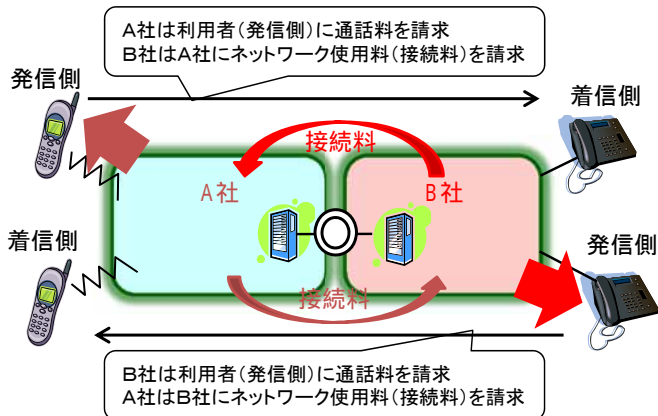 A社は利用者(発信側)に通話料を請求
B社はA社にネットワーク使用料(接続料)を請求
発信側
着信側
接続料
A社
B社
着信側
発信側
接続料
B社は利用者(発信側)に通話料を請求
A社はB社にネットワーク使用料(接続料)を請求